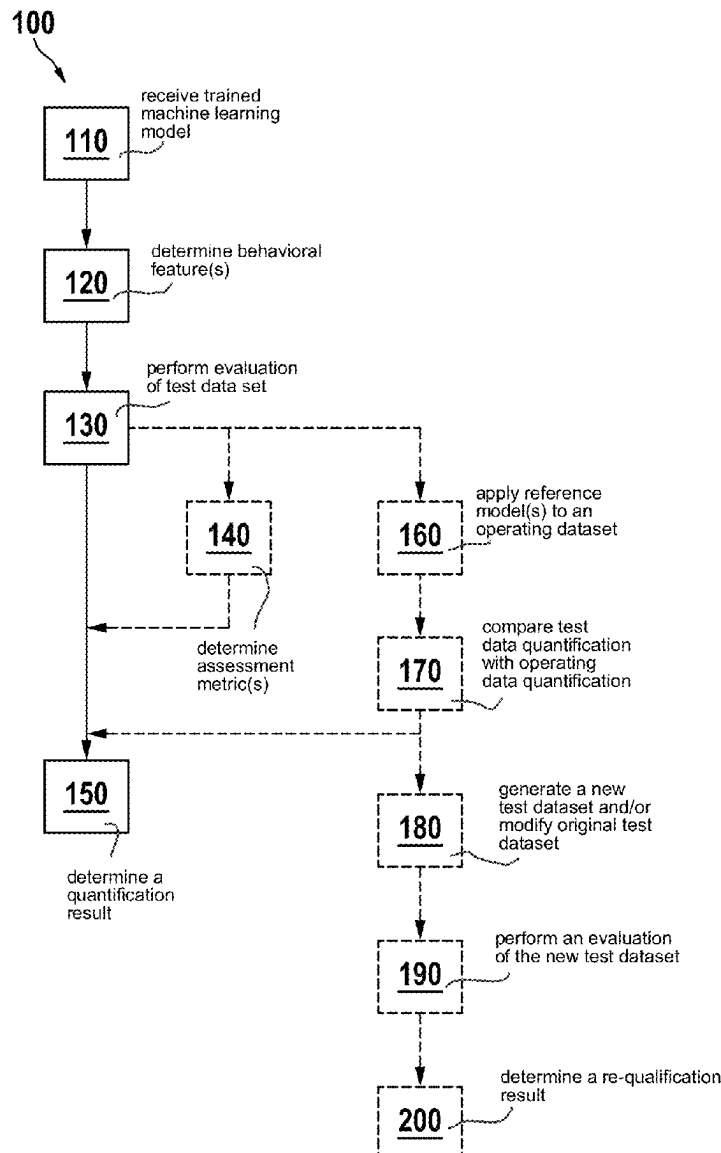 100
receive trained
machine learning
model
110
determine behavioral
feature(s)
120
perform evaluation
of test data set
130
140
determine
assessment
metric(s)
apply reference
model(s) to an
operating dataset
160
compare test
data quantification
with operating
data quantification
170
150
determine a
quantification
result
generate a new
test dataset and/or
modify original test
dataset
180
perform an evaluation
of the new test dataset
190
determine a re-qualification
result
200